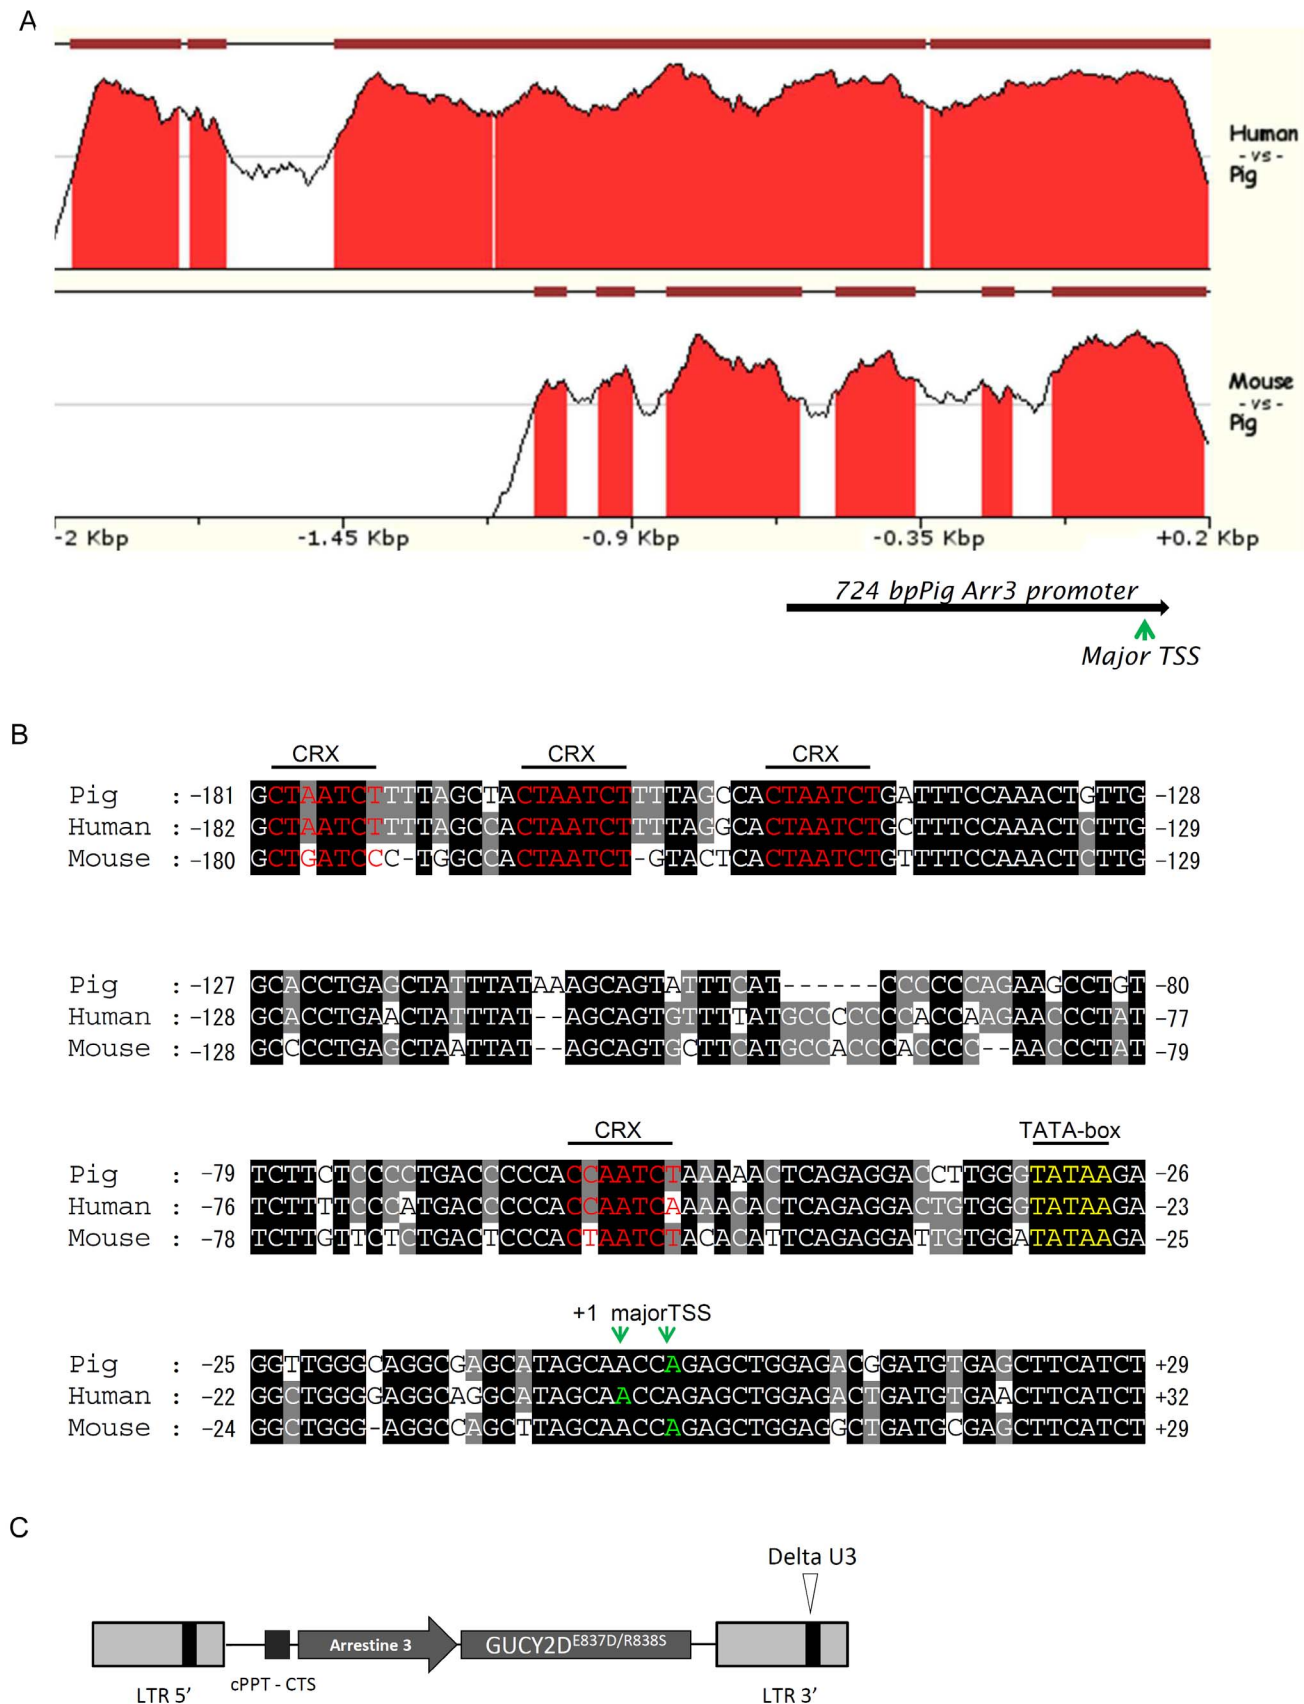 A
Human
- vs -
Pig
Mouse
- vs -
Pig
-2 Kbp -1.45 Kbp -0.9 Kbp -0.35 Kbp +0.2 Kbp
724 bpPig Arr3 promoter
Major TSS
B
CRX CRX CRX
Pig : -181 GCTAATCTTTTAGCTACTAATCTTTTAGCCACTAATCTGATTTCCAAACTGTTG -128
Human : -182 GCTAATCTTTTAGCCACTAATCTTTTAGGCACTAATCTGCTTTCCAAACTCTTG -129
Mouse : -180 GCTGATCCC-TGGCCACTAATCT-GTACTCACTAATCTGTTTTCCAAACTCTTG -129
Pig : -127 GCACCTGAGCTATTTATAAAGCAGTATTTCAT------CCCCCCAGAAGCCTGT -80
Human : -128 GCACCTGAACTATTTAT--AGCAGTGTTTTATGCCCCCCCACCAAGAACCCTAT -77
Mouse : -128 GCCCCTGAGCTAATTAT--AGCAGTGCTTCATGCCACCCACCCC--AACCCTAT -79
CRX TATA-box
Pig : -79 TCTTCTCCCCTGACCCCCACCAATCTAAAAACTCAGAGGACCTTGGGTATAAGA -26
Human : -76 TCTTTTCCCATGACCCCCACCAATCAAAACACTCAGAGGACTGTGGGTATAAGA -23
Mouse : -78 TCTTGTTCTCTGACTCCCACTAATCTACACATTCAGAGGATTGTGGATATAAGA -25
+1 majorTSS
Pig : -25 GGTTGGGCAGGCGAGCATAGCAACCAGAGCTGGAGACGGATGTGAGCTTCATCT +29
Human : -22 GGCTGGGGAGGCAGGCATAGCAACCAGAGCTGGAGACTGATGTGAACTTCATCT +32
Mouse : -24 GGCTGGG-AGGCCAGCTTAGCAACCAGAGCTGGAGGCTGATGCGAGCTTCATCT +29
C
Delta U3
Arrestine 3 GUCY2D^E837D/R838S
LTR 5' cPPT - CTS LTR 3'